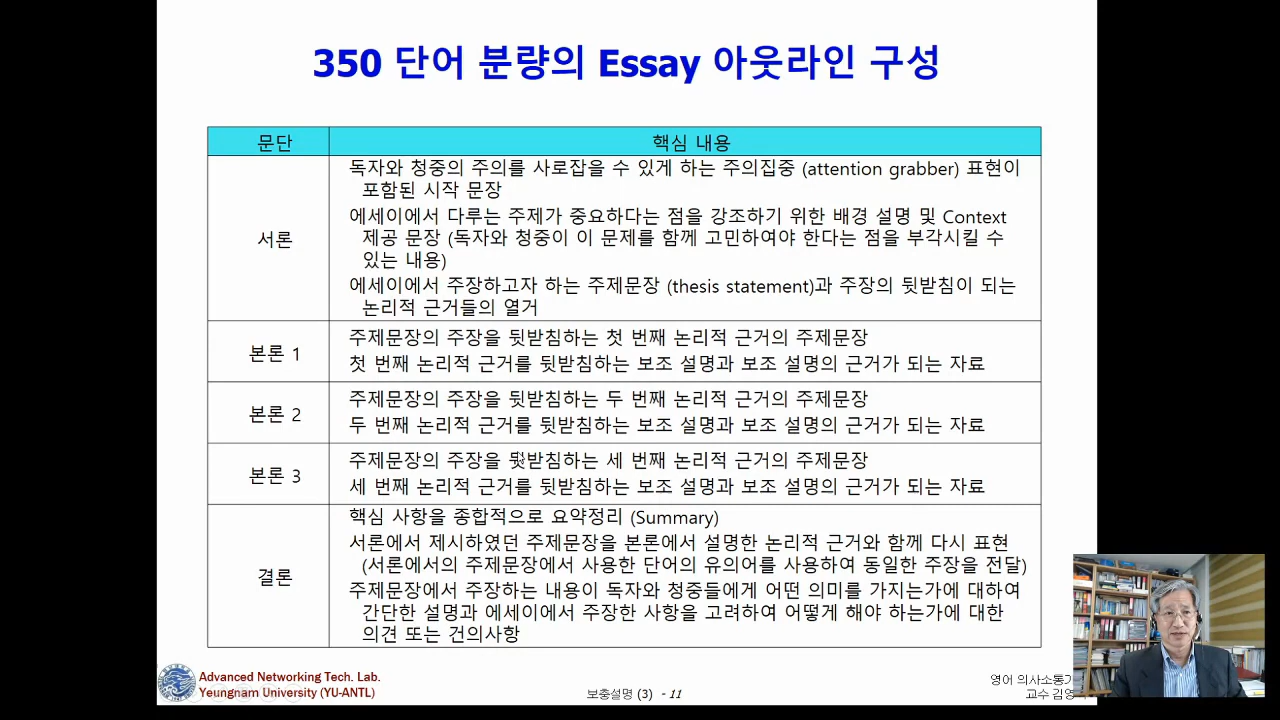 350 단어 분량의 Essay 아웃라인 구성
문단
핵심 내용
서론
독자와 청중의 주의를 사로잡을 수 있게 하는 주의집중 (attention grabber) 표현이
포함된 시작 문장
에세이에서 다루는 주제가 중요하다는 점을 강조하기 위한 배경 설명 및 Context
제공 문장 (독자와 청중이 이 문제를 함께 고민하여야 한다는 점을 부각시킬 수
있는 내용)
에세이에서 주장하고자 하는 주제문장 (thesis statement)과 주장의 뒷받침이 되는
논리적 근거들의 열거
본론 1
주제문장의 주장을 뒷받침하는 첫 번째 논리적 근거의 주제문장
첫 번째 논리적 근거를 뒷받침하는 보조 설명과 보조 설명의 근거가 되는 자료
본론 2
주제문장의 주장을 뒷받침하는 두 번째 논리적 근거의 주제문장
두 번째 논리적 근거를 뒷받침하는 보조 설명과 보조 설명의 근거가 되는 자료
본론 3
주제문장의 주장을 뒷받침하는 세 번째 논리적 근거의 주제문장
세 번째 논리적 근거를 뒷받침하는 보조 설명과 보조 설명의 근거가 되는 자료
결론
핵심 사항을 종합적으로 요약정리 (Summary)
서론에서 제시하였던 주제문장을 본론에서 설명한 논리적 근거와 함께 다시 표현
(서론에서의 주제문장에서 사용한 단어의 유의어를 사용하여 동일한 주장을 전달)
주제문장에서 주장하는 내용이 독자와 청중들에게 어떤 의미를 가지는가에 대하여
간단한 설명과 에세이에서 주장한 사항을 고려하여 어떻게 해야 하는가에 대한
의견 또는 건의사항
Advanced Networking Tech. Lab.
Yeungnam University (YU-ANTL)
보충설명 (3) - 11
영어 의사소통
교수 김영